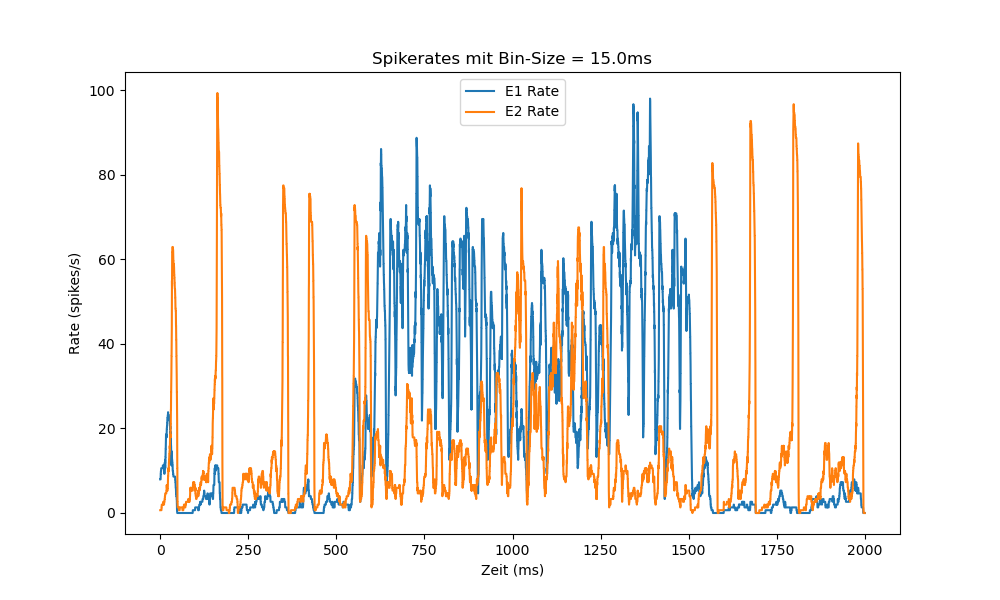 Spikerates mit Bin-Size = 15.0ms
E1 Rate
E2 Rate
Rate (spikes/s)
100
80
60
40
20
0
0 250 500 750 1000 1250 1500 1750 2000
Zeit (ms)